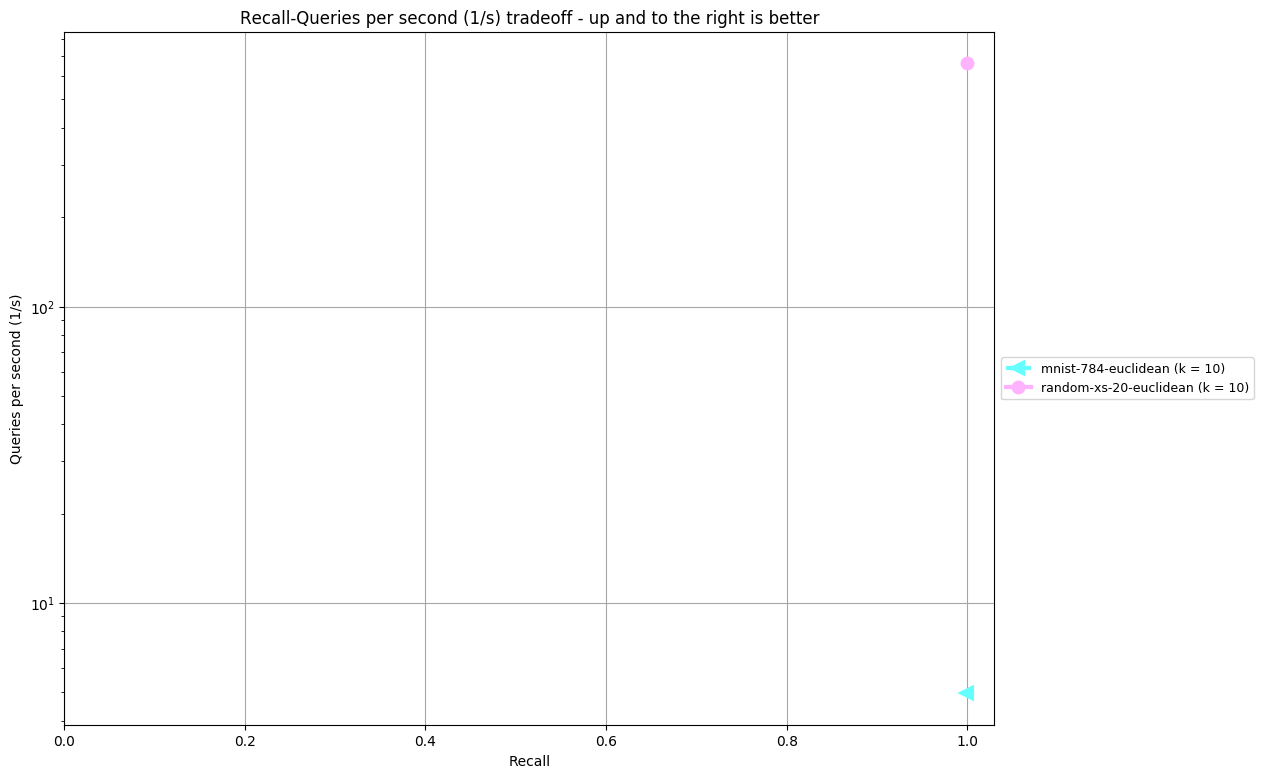 Recall-Queries per second (1/s) tradeoff - up and to the right is better
Queries per second (1/s)
10²
10¹
0.0 0.2 0.4 0.6 0.8 1.0
Recall
mnist-784-euclidean (k = 10)
random-xs-20-euclidean (k = 10)